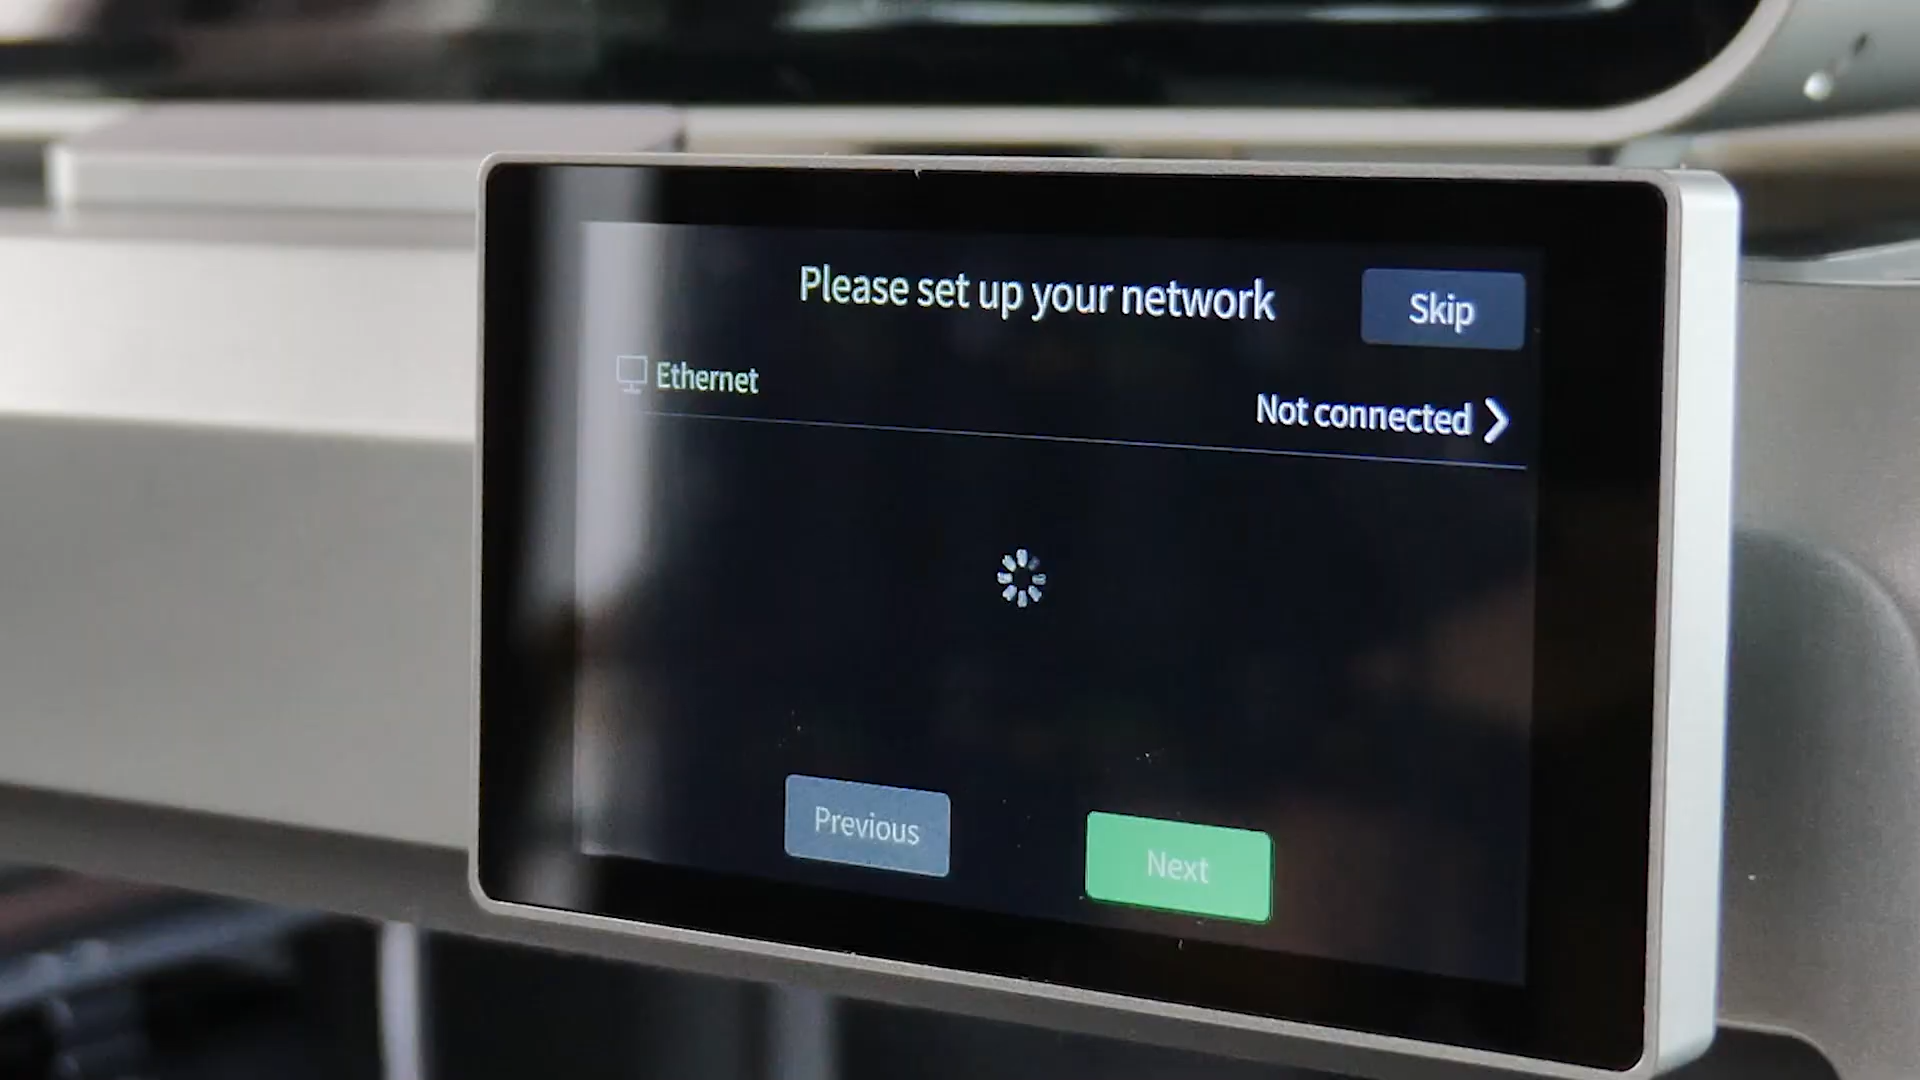 Please set up your network
Skip
Ethernet
Not connected
Previous
Next